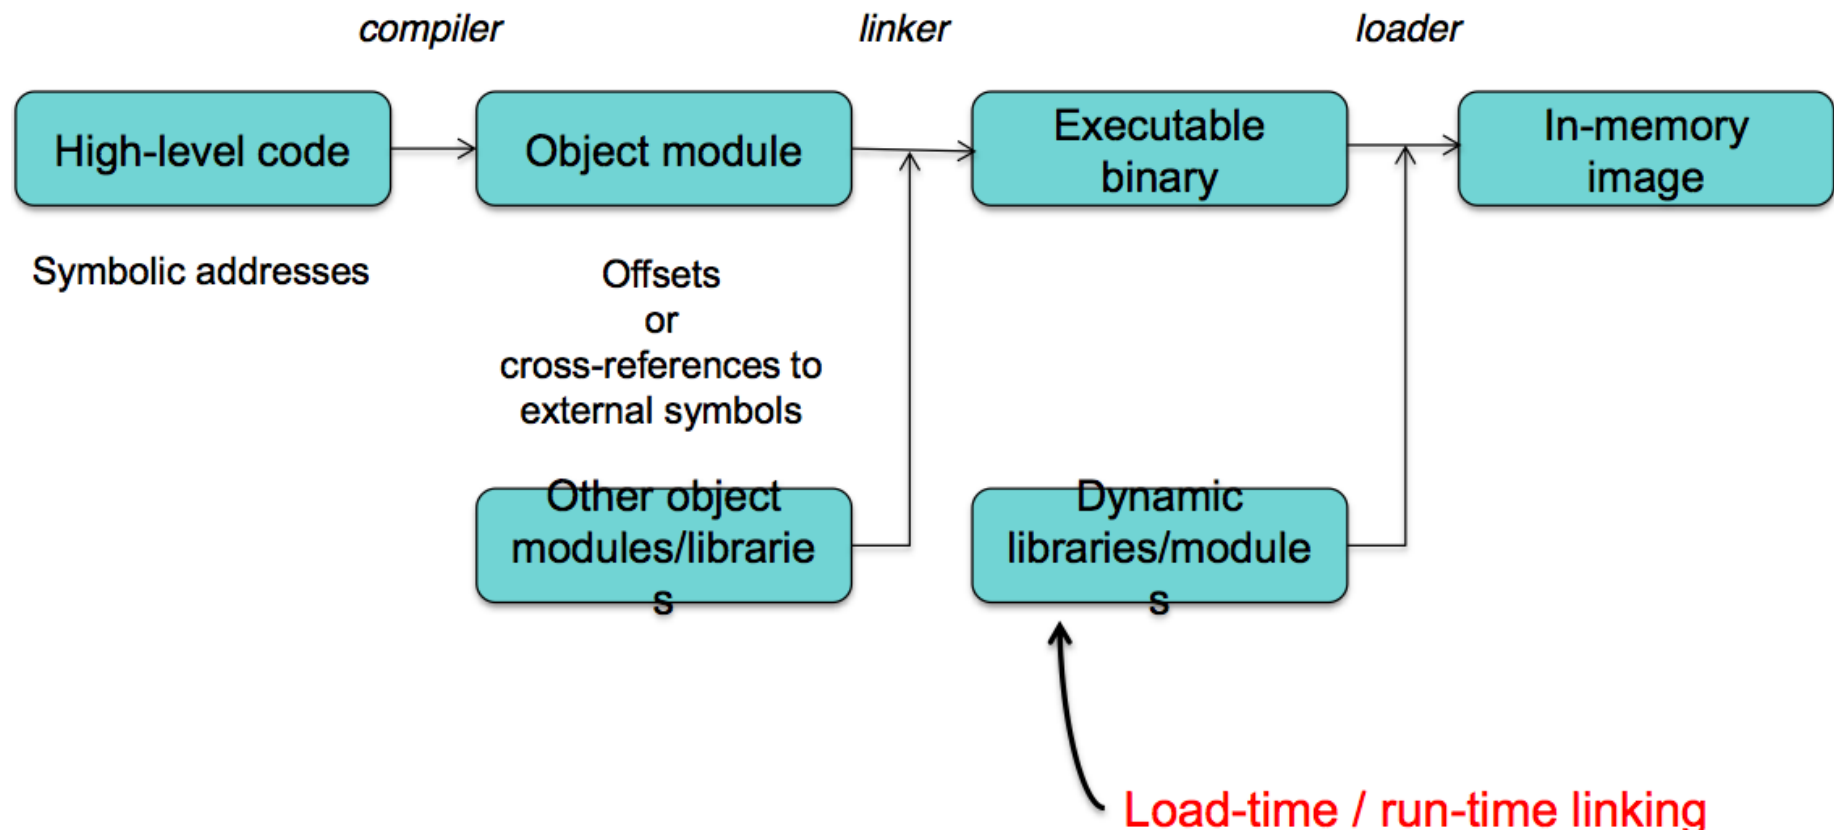 compiler
linker
loader
High-level code
Object module
Executable
binary
In-memory
image
Symbolic addresses
Offsets
or
cross-references to
external symbols
Other object
modules/librarie
s
Dynamic
libraries/module
s
Load-time / run-time linking